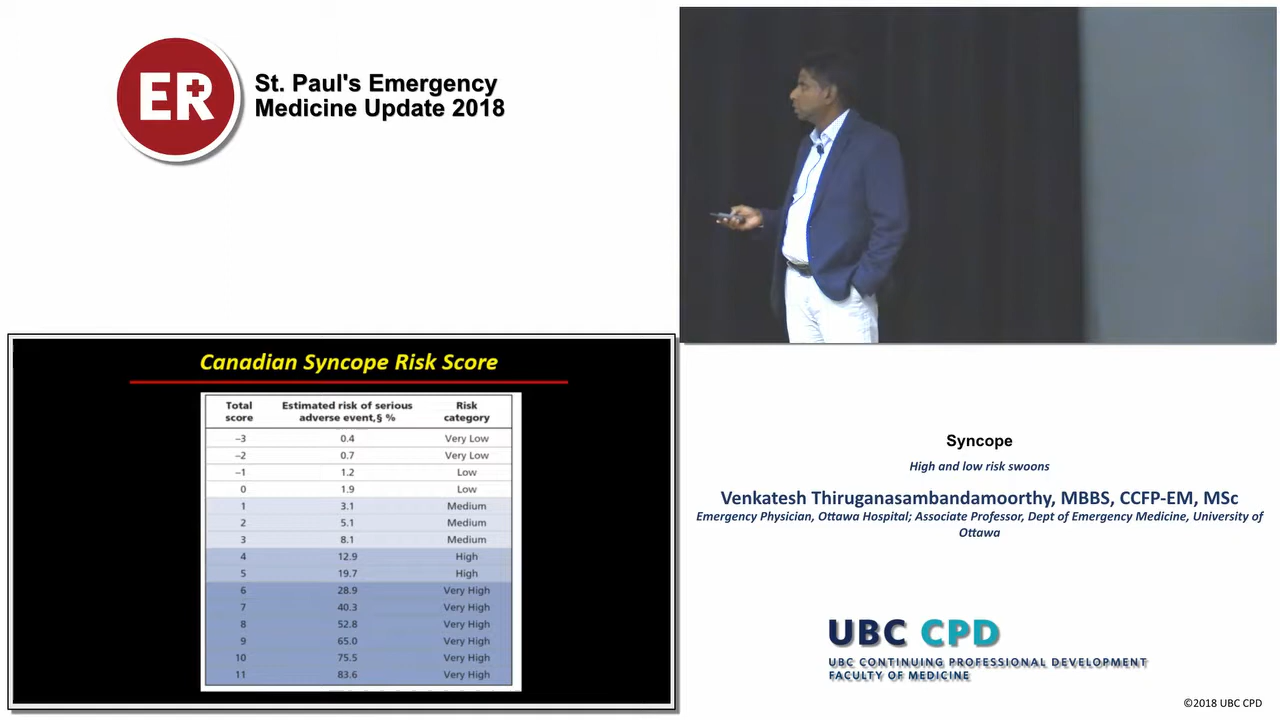 ER
St. Paul's Emergency
Medicine Update 2018
Canadian Syncope Risk Score
Total score Estimated risk of serious adverse event,§ % Risk category
–3 0.4 Very Low
–2 0.7 Very Low
–1 1.2 Low
0 1.9 Low
1 3.1 Medium
2 5.1 Medium
3 8.1 Medium
4 12.9 High
5 19.7 High
6 28.9 Very High
7 40.3 Very High
8 52.8 Very High
9 65.0 Very High
10 75.5 Very High
11 83.6 Very High
Syncope
High and low risk swoons
Venkatesh Thiruganasambandamoorthy, MBBS, CCFP-EM, MSc
Emergency Physician, Ottawa Hospital; Associate Professor, Dept of Emergency Medicine, University of
Ottawa
UBC CPD
UBC CONTINUING PROFESSIONAL DEVELOPMENT
FACULTY OF MEDICINE
©2018 UBC CPD